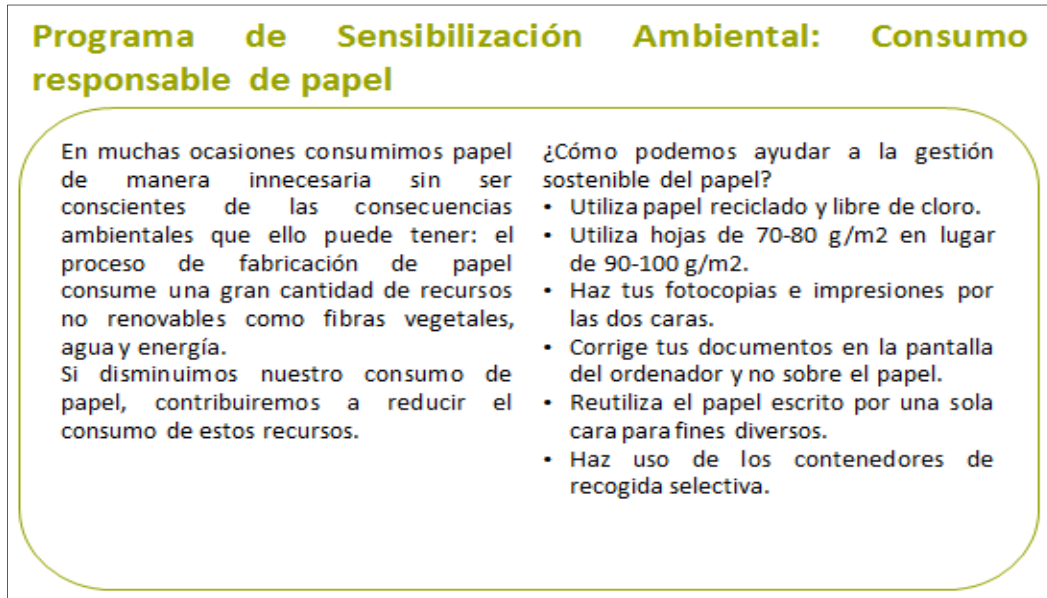 Programa de Sensibilización Ambiental: Consumo
responsable de papel
En muchas ocasiones consumimos papel
de manera innecesaria sin ser
conscientes de las consecuencias
ambientales que ello puede tener: el
proceso de fabricación de papel
consume una gran cantidad de recursos
no renovables como fibras vegetales,
agua y energía.
Si disminuimos nuestro consumo de
papel, contribuiremos a reducir el
consumo de estos recursos.
¿Cómo podemos ayudar a la gestión
sostenible del papel?
• Utiliza papel reciclado y libre de cloro.
• Utiliza hojas de 70-80 g/m2 en lugar
de 90-100 g/m2.
• Haz tus fotocopias e impresiones por
las dos caras.
• Corrige tus documentos en la pantalla
del ordenador y no sobre el papel.
• Reutiliza el papel escrito por una sola
cara para fines diversos.
• Haz uso de los contenedores de
recogida selectiva.